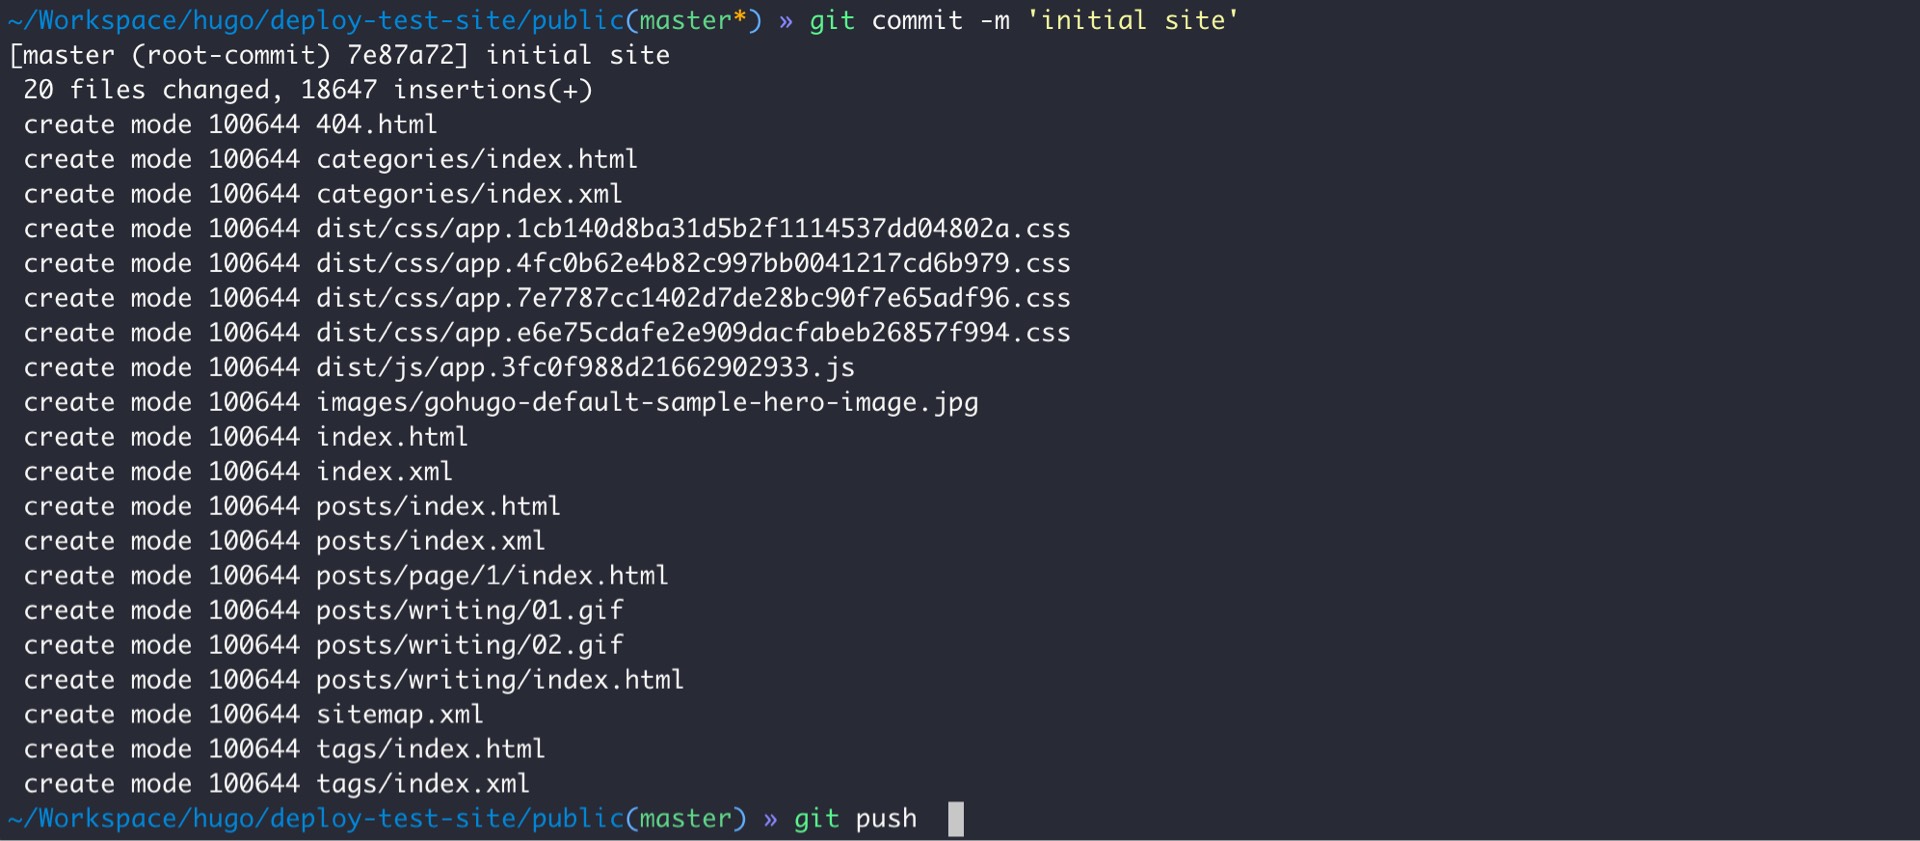 ~/Workspace/hugo/deploy-test-site/public(master*) » git commit -m 'initial site'
[master (root-commit) 7e87a72] initial site
 20 files changed, 18647 insertions(+)
 create mode 100644 404.html
 create mode 100644 categories/index.html
 create mode 100644 categories/index.xml
 create mode 100644 dist/css/app.1cb140d8ba31d5b2f1114537dd04802a.css
 create mode 100644 dist/css/app.4fc0b62e4b82c997bb0041217cd6b979.css
 create mode 100644 dist/css/app.7e7787cc1402d7de28bc90f7e65adf96.css
 create mode 100644 dist/css/app.e6e75cdafe2e909dacfabeb26857f994.css
 create mode 100644 dist/js/app.3fc0f988d21662902933.js
 create mode 100644 images/gohugo-default-sample-hero-image.jpg
 create mode 100644 index.html
 create mode 100644 index.xml
 create mode 100644 posts/index.html
 create mode 100644 posts/index.xml
 create mode 100644 posts/page/1/index.html
 create mode 100644 posts/writing/01.gif
 create mode 100644 posts/writing/02.gif
 create mode 100644 posts/writing/index.html
 create mode 100644 sitemap.xml
 create mode 100644 tags/index.html
 create mode 100644 tags/index.xml
~/Workspace/hugo/deploy-test-site/public(master) » git push